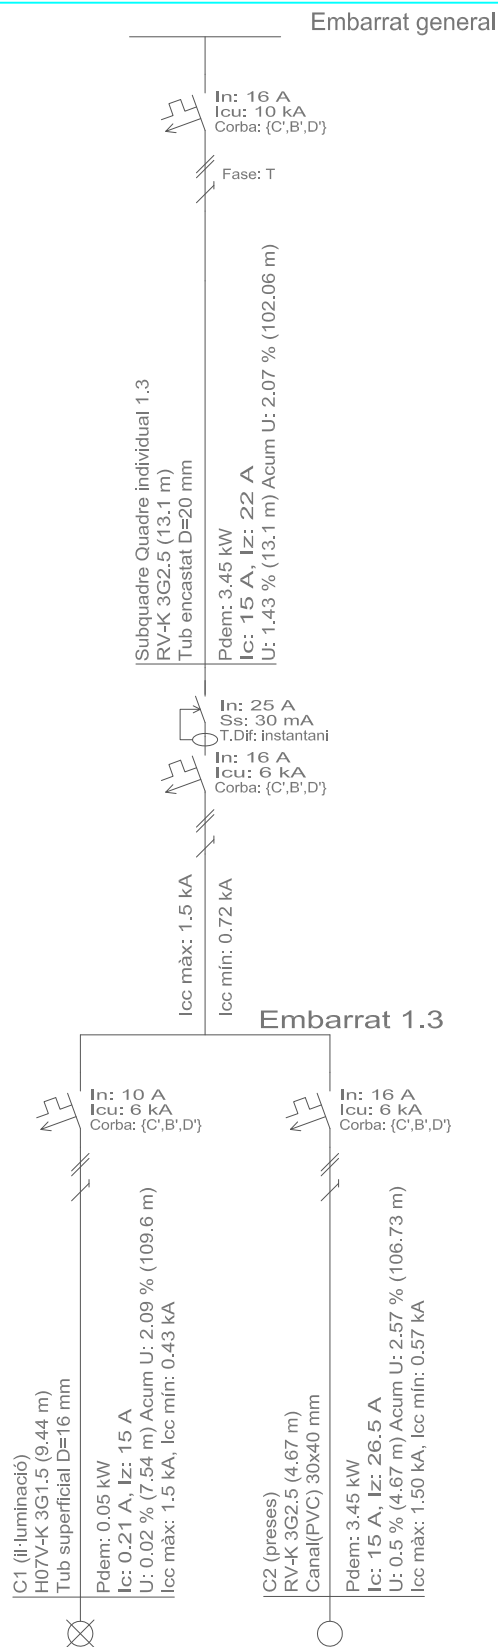 Embarrat general
In: 16 A
Icu: 10 kA
Corba: {C',B',D'}
Fase: T
Subquadre Quadre individual 1.3
RV-K 3G2.5 (13.1 m)
Tub encastat D=20 mm
Pdem: 3.45 kW
Ic: 15 A, Iz: 22 A
U: 1.43 % (13.1 m) Acum U: 2.07 % (102.06 m)
In: 25 A
Ss: 30 mA
T.Dif: instantani
In: 16 A
Icu: 6 kA
Corba: {C',B',D'}
Icc màx: 1.5 kA
Icc mín: 0.72 kA
Embarrat 1.3
In: 10 A
Icu: 6 kA
Corba: {C',B',D'}
C1 (il·luminació)
H07V-K 3G1.5 (9.44 m)
Tub superficial D=16 mm
Pdem: 0.05 kW
Ic: 0.21 A, Iz: 15 A
U: 0.02 % (7.54 m) Acum U: 2.09 % (109.6 m)
Icc màx: 1.5 kA, Icc mín: 0.43 kA
In: 16 A
Icu: 6 kA
Corba: {C',B',D'}
C2 (preses)
RV-K 3G2.5 (4.67 m)
Canal(PVC) 30x40 mm
Pdem: 3.45 kW
Ic: 15 A, Iz: 26.5 A
U: 0.5 % (4.67 m) Acum U: 2.57 % (106.73 m)
Icc màx: 1.50 kA, Icc mín: 0.57 kA